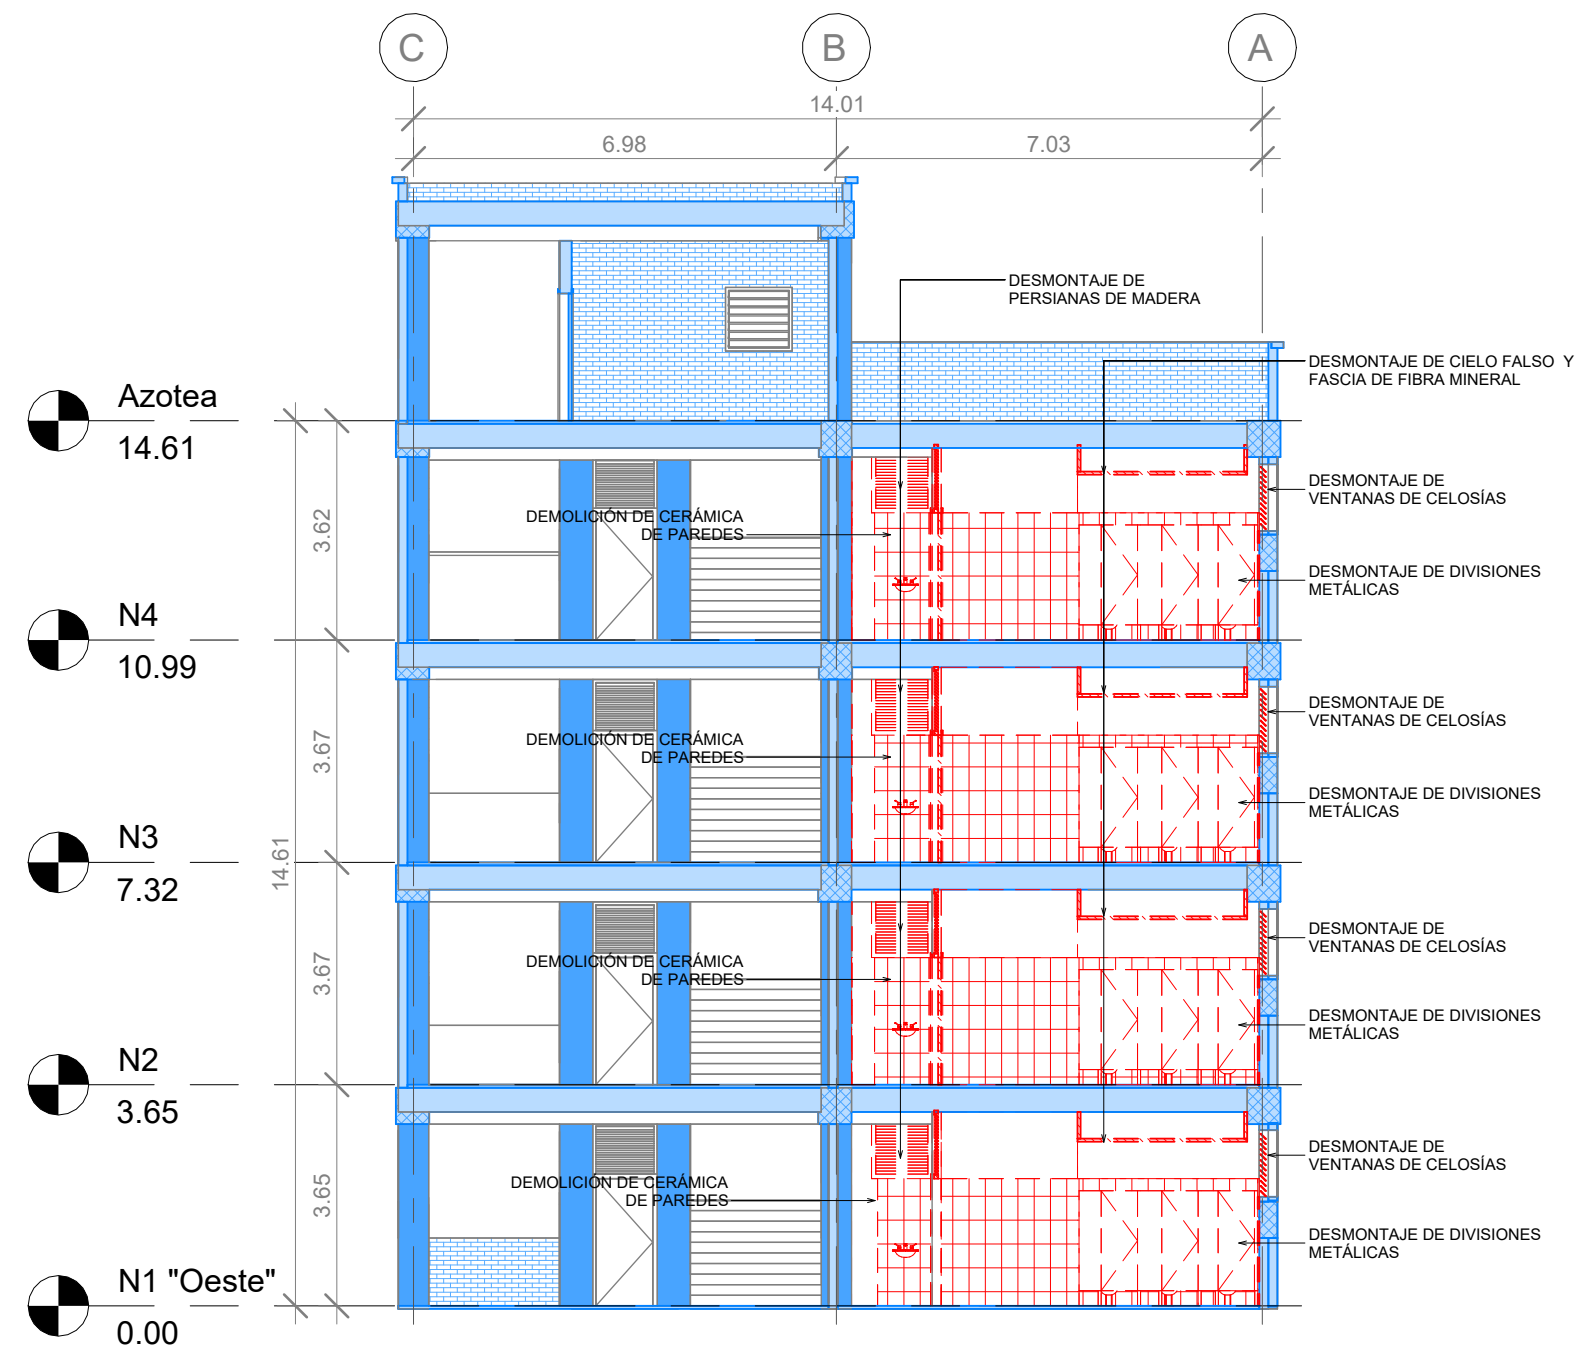 C
B
A
14.01
6.98
7.03
DESMONTAJE DE
PERSIANAS DE MADERA
DESMONTAJE DE CIELO FALSO Y
FASCIA DE FIBRA MINERAL
Azotea
14.61
DESMONTAJE DE
VENTANAS DE CELOSÍAS
DEMOLICIÓN DE CERÁMICA
DE PAREDES
3.62
DESMONTAJE DE DIVISIONES
METÁLICAS
N4
10.99
DESMONTAJE DE
VENTANAS DE CELOSÍAS
DEMOLICIÓN DE CERÁMICA
DE PAREDES
3.67
DESMONTAJE DE DIVISIONES
METÁLICAS
N3
7.32
14.61
DESMONTAJE DE
VENTANAS DE CELOSÍAS
DEMOLICIÓN DE CERÁMICA
DE PAREDES
3.67
DESMONTAJE DE DIVISIONES
METÁLICAS
N2
3.65
DESMONTAJE DE
VENTANAS DE CELOSÍAS
DEMOLICIÓN DE CERÁMICA
DE PAREDES
3.65
DESMONTAJE DE DIVISIONES
METÁLICAS
N1 "Oeste"
0.00